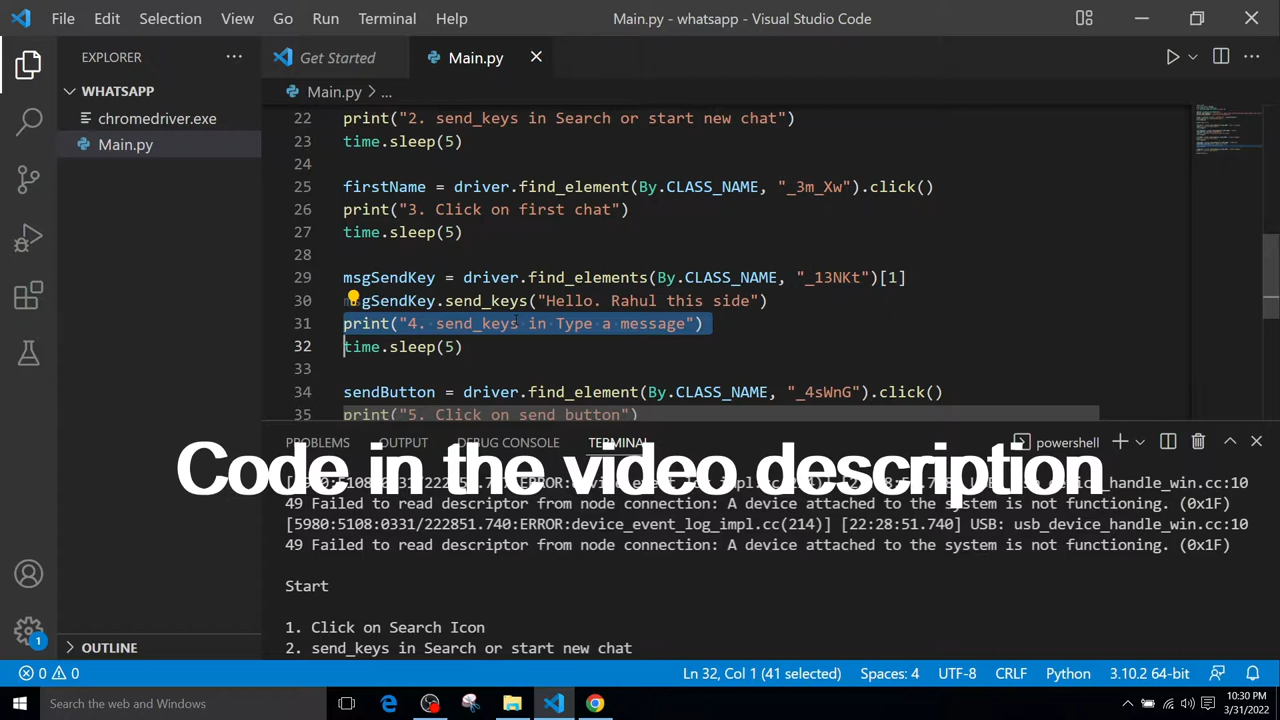 File Edit Selection View Go Run Terminal Help Main.py - whatsapp - Visual Studio Code
EXPLORER
Get Started Main.py
WHATSAPP
Main.py > ...
chromedriver.exe
Main.py
22 print("2. send_keys in Search or start new chat")
23 time.sleep(5)
24
25 firstName = driver.find_element(By.CLASS_NAME, "_3m_Xw").click()
26 print("3. Click on first chat")
27 time.sleep(5)
28
29 msgSendKey = driver.find_elements(By.CLASS_NAME, "_13NKt")[1]
30 msgSendKey.send_keys("Hello. Rahul this side")
31 print("4. send_keys in Type a message")
32 time.sleep(5)
33
34 sendButton = driver.find_element(By.CLASS_NAME, "_4sWnG").click()
35 print("5. Click on send button")
PROBLEMS OUTPUT DEBUG CONSOLE TERMINAL powershell
Code in the video description
49 Failed to read descriptor from node connection: A device attached to the system is not functioning. (0x1F)
[5980:5108:0331/222851.740:ERROR:device_event_log_impl.cc(214)] [22:28:51.740] USB: usb_device_handle_win.cc:10
49 Failed to read descriptor from node connection: A device attached to the system is not functioning. (0x1F)
Start
1. Click on Search Icon
2. send_keys in Search or start new chat
OUTLINE
1
0 0 Ln 32, Col 1 (41 selected) Spaces: 4 UTF-8 CRLF Python 3.10.2 64-bit
Search the web and Windows
10:30 PM
3/31/2022